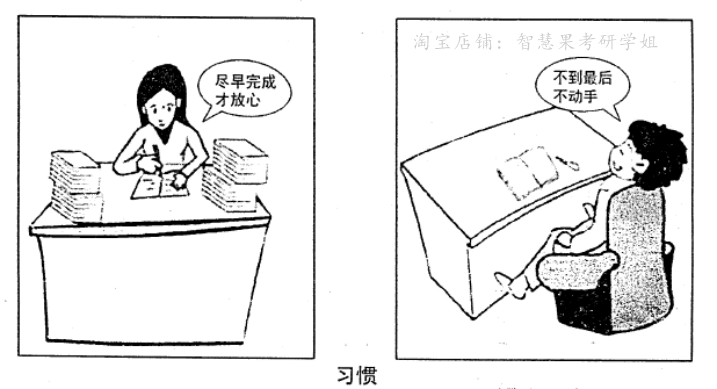 尽早完成
才放心
淘宝店铺：智慧果考研学姐
不到最后
不动手
习惯